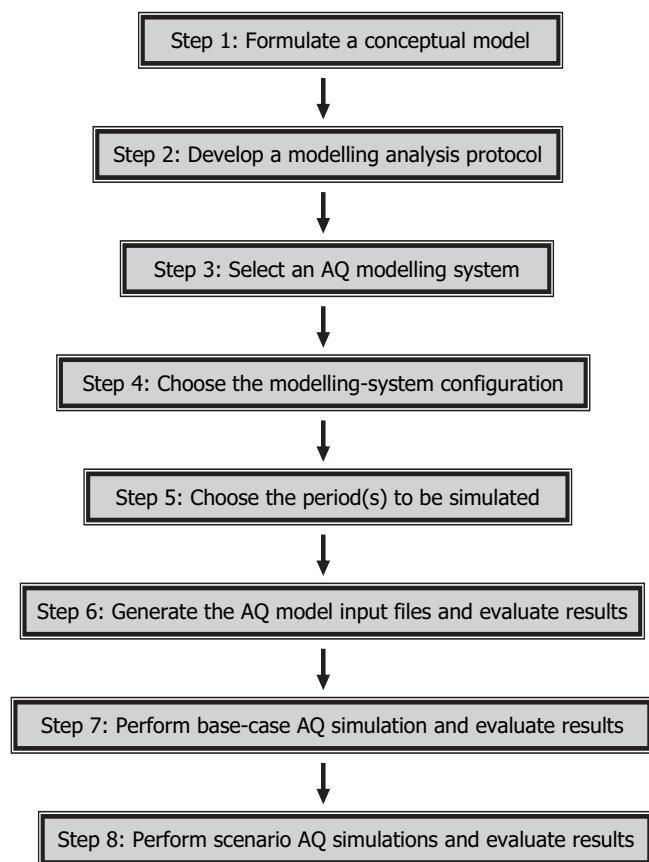 Step 1: Formulate a conceptual model
Step 2: Develop a modelling analysis protocol
Step 3: Select an AQ modelling system
Step 4: Choose the modelling-system configuration
Step 5: Choose the period(s) to be simulated
Step 6: Generate the AQ model input files and evaluate results
Step 7: Perform base-case AQ simulation and evaluate results
Step 8: Perform scenario AQ simulations and evaluate results